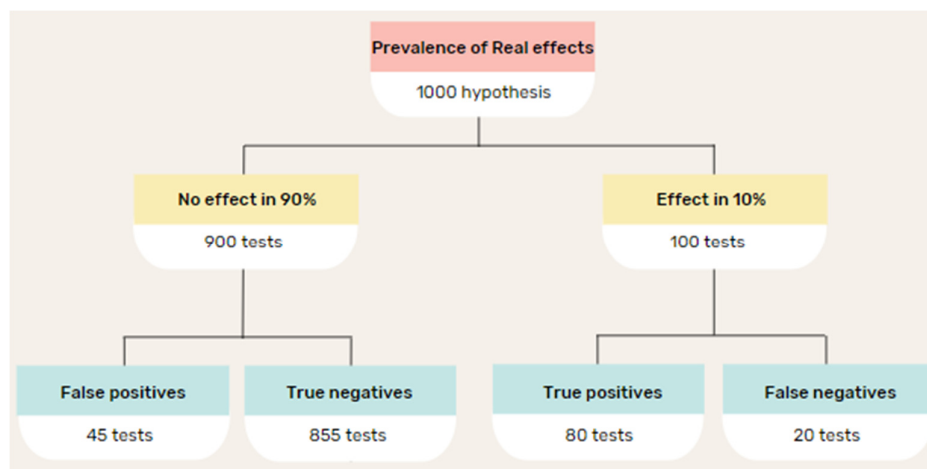 Prevalence of Real effects
1000 hypothesis
No effect in 90%
900 tests
Effect in 10%
100 tests
False positives
45 tests
True negatives
855 tests
True positives
80 tests
False negatives
20 tests